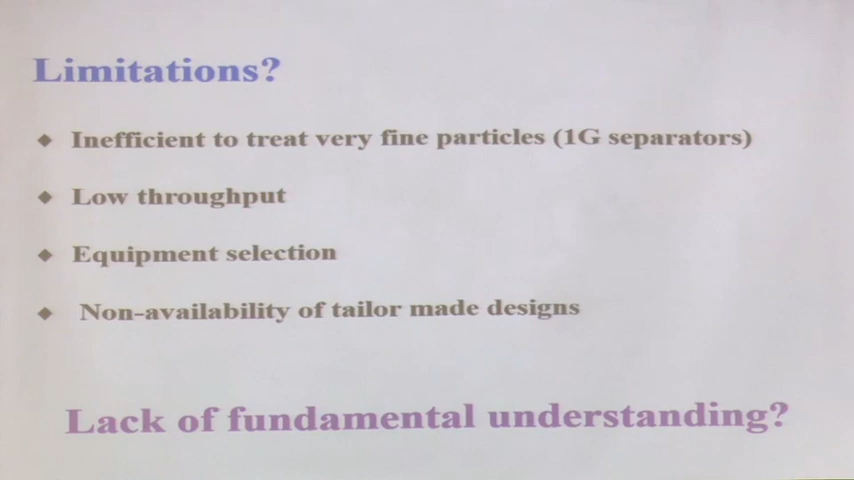 Limitations?
◆ Inefficient to treat very fine particles (1G separators)
◆ Low throughput
◆ Equipment selection
◆ Non-availability of tailor made designs
Lack of fundamental understanding?